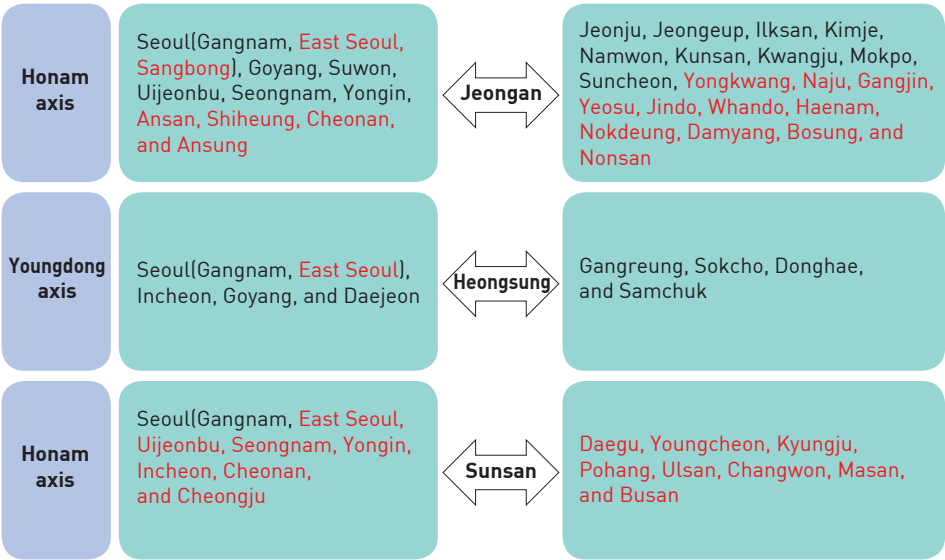 Honam
axis
Seoul(Gangnam, East Seoul,
Sangbong), Goyang, Suwon,
Uijeonbu, Seongnam, Yongin,
Ansan, Shiheung, Cheonan,
and Ansung
Jeongan
Jeonju, Jeongeup, Ilksan, Kimje,
Namwon, Kunsan, Kwangju, Mokpo,
Suncheon, Yongkwang, Naju, Gangjin,
Yeosu, Jindo, Whando, Haenam,
Nokdeung, Damyang, Bosung, and
Nonsan
Youngdong
axis
Seoul(Gangnam, East Seoul),
Incheon, Goyang, and Daejeon
Heongsung
Gangreung, Sokcho, Donghae,
and Samchuk
Honam
axis
Seoul(Gangnam, East Seoul,
Uijeonbu, Seongnam, Yongin,
Incheon, Cheonan,
and Cheongju
Sunsan
Daegu, Youngcheon, Kyungju,
Pohang, Ulsan, Changwon, Masan,
and Busan